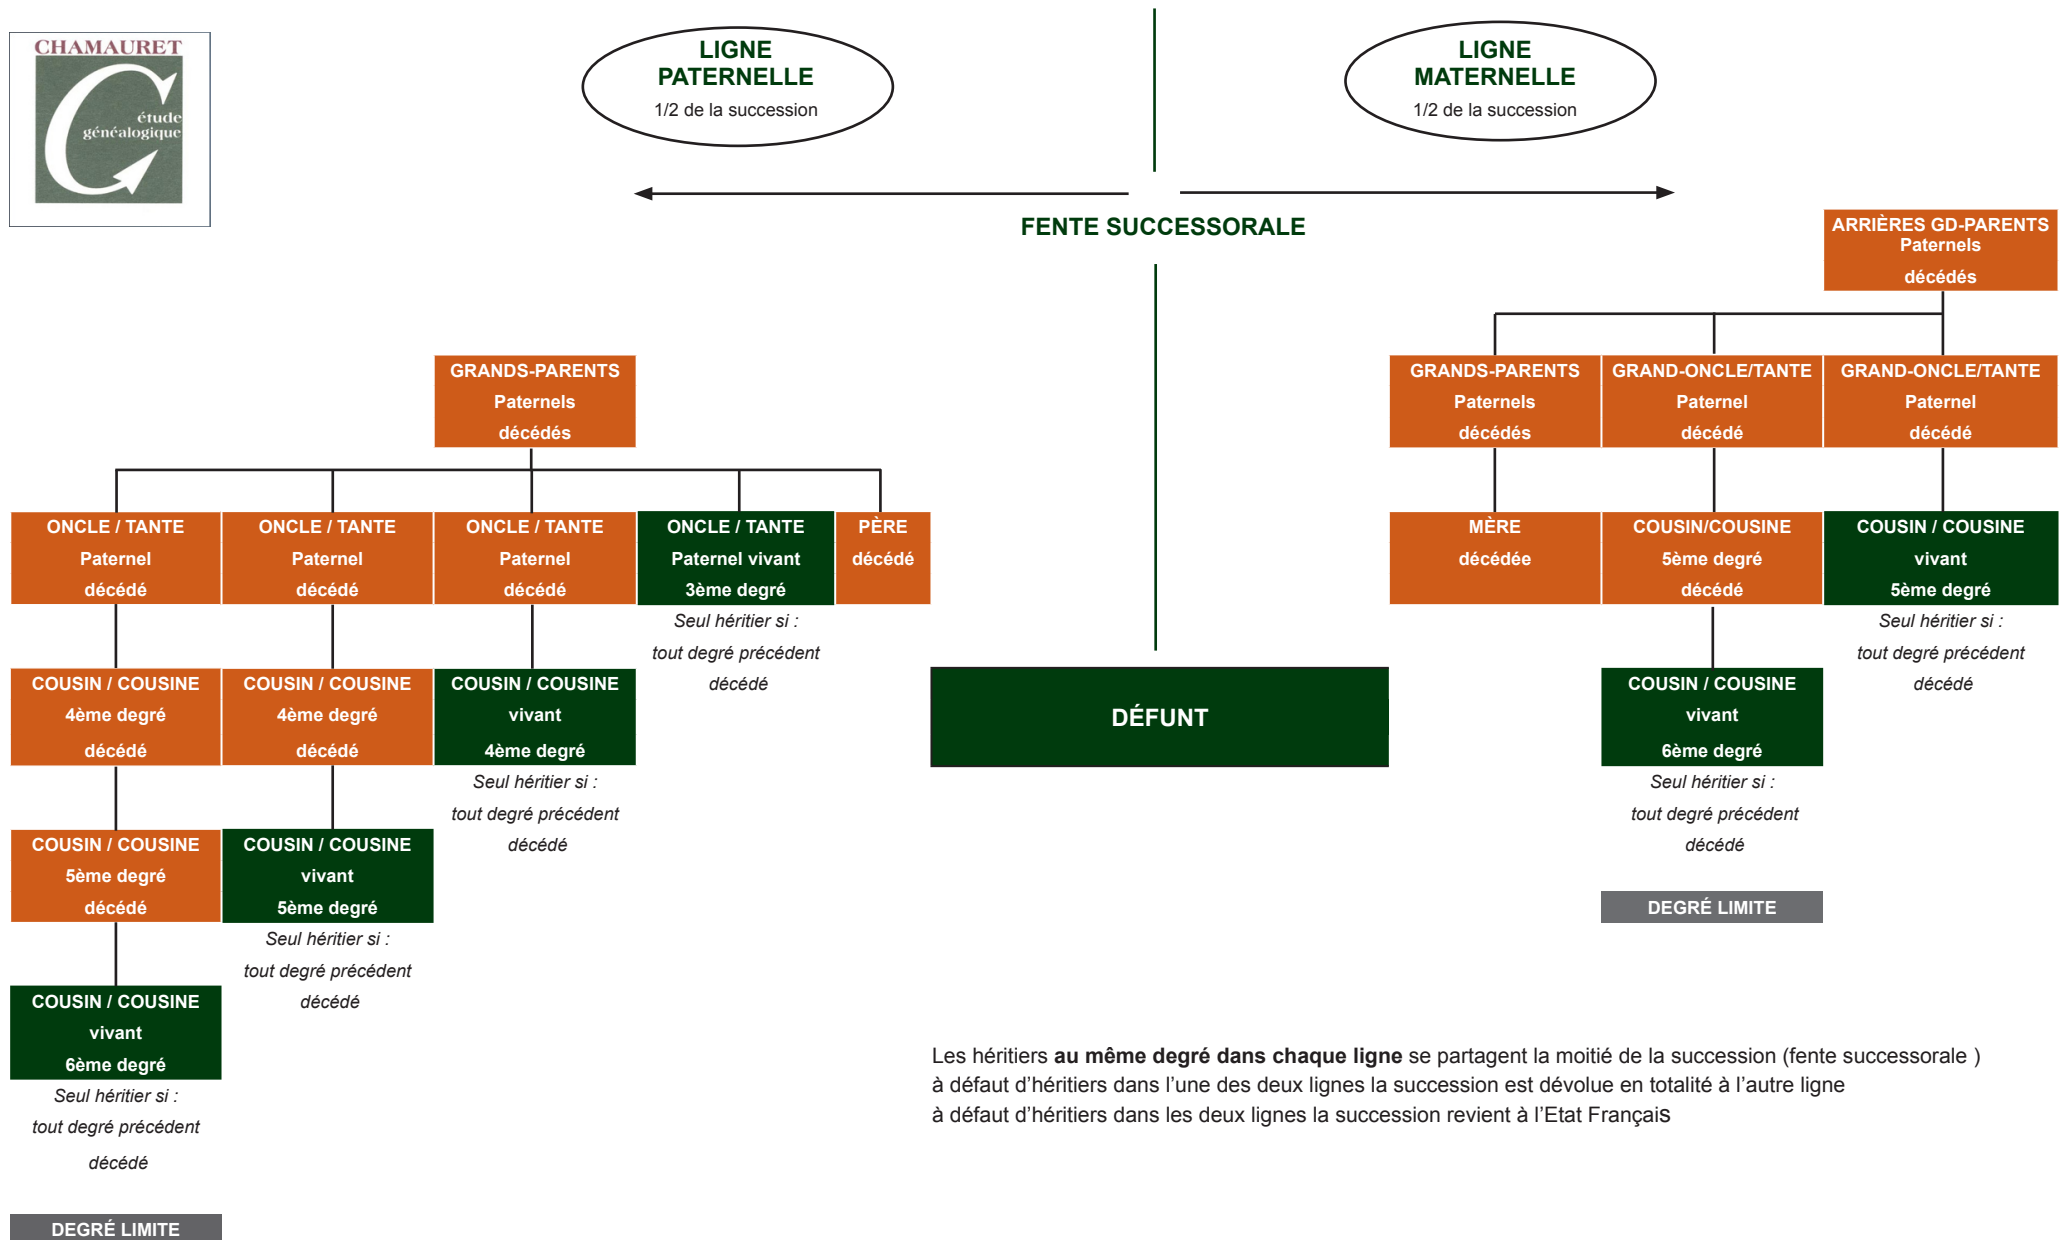 CHAMAURET
étude
généalogique
LIGNE
PATERNELLE
1/2 de la succession
LIGNE
MATERNELLE
1/2 de la succession
FENTE SUCCESSORALE
ARRIÈRES GD-PARENTS
Paternels
décédés
GRANDS-PARENTS
Paternels
décédés
GRANDS-PARENTS
Paternels
décédés
GRAND-ONCLE/TANTE
Paternel
décédé
GRAND-ONCLE/TANTE
Paternel
décédé
ONCLE / TANTE
Paternel
décédé
ONCLE / TANTE
Paternel
décédé
ONCLE / TANTE
Paternel
décédé
ONCLE / TANTE
Paternel vivant
3ème degré
Seul héritier si :
tout degré précédent
décédé
PÈRE
décédé
MÈRE
décédée
COUSIN/COUSINE
5ème degré
décédé
COUSIN / COUSINE
vivant
5ème degré
Seul héritier si :
tout degré précédent
décédé
COUSIN / COUSINE
4ème degré
décédé
COUSIN / COUSINE
4ème degré
décédé
COUSIN / COUSINE
vivant
4ème degré
Seul héritier si :
tout degré précédent
décédé
DÉFUNT
COUSIN / COUSINE
vivant
6ème degré
Seul héritier si :
tout degré précédent
décédé
DEGRÉ LIMITE
COUSIN / COUSINE
5ème degré
décédé
COUSIN / COUSINE
vivant
5ème degré
Seul héritier si :
tout degré précédent
décédé
COUSIN / COUSINE
vivant
6ème degré
Seul héritier si :
tout degré précédent
décédé
DEGRÉ LIMITE
Les héritiers au même degré dans chaque ligne se partagent la moitié de la succession (fente successorale )
à défaut d’héritiers dans l’une des deux lignes la succession est dévolue en totalité à l’autre ligne
à défaut d’héritiers dans les deux lignes la succession revient à l’Etat Français